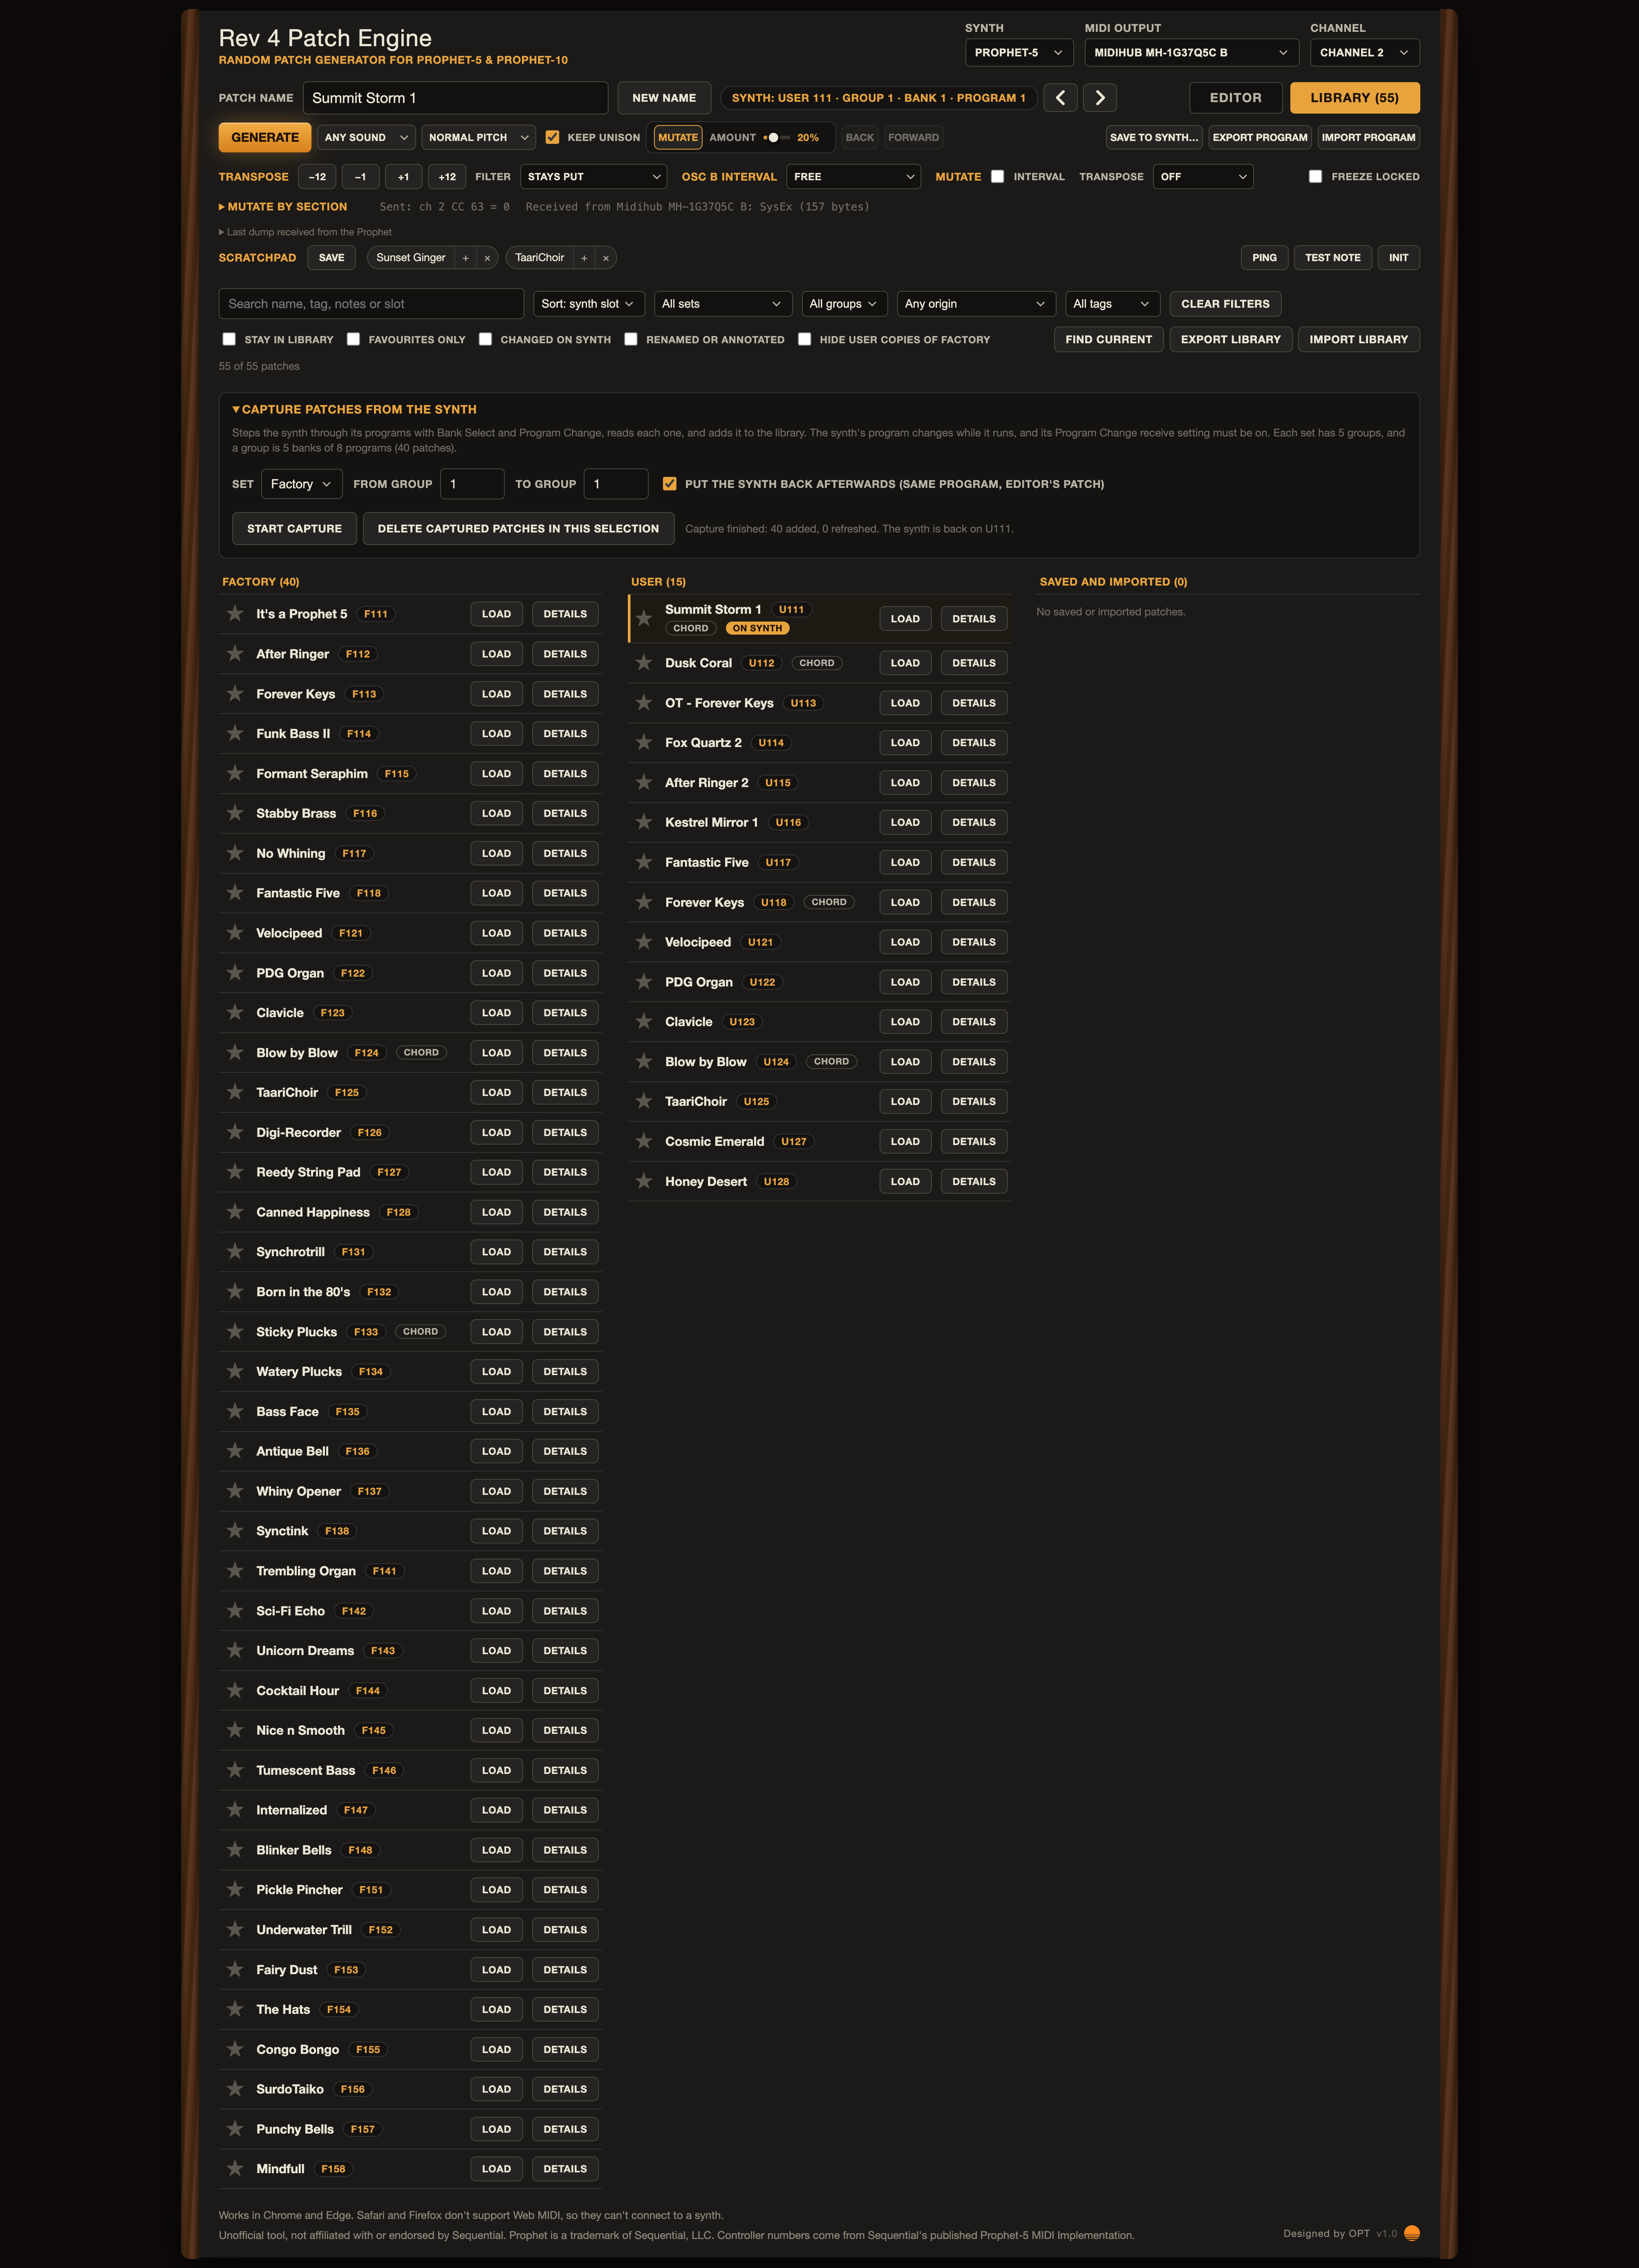 Rev 4 Patch Engine
RANDOM PATCH GENERATOR FOR PROPHET-5 & PROPHET-10
SYNTH
MIDI OUTPUT
CHANNEL
PROPHET-5
MIDIHUB MH-1G37Q5C B
CHANNEL 2
PATCH NAME
Summit Storm 1
NEW NAME
SYNTH: USER 111 · GROUP 1 · BANK 1 · PROGRAM 1
EDITOR
LIBRARY (55)
GENERATE
ANY SOUND
NORMAL PITCH
KEEP UNISON
MUTATE
AMOUNT
20%
BACK
FORWARD
SAVE TO SYNTH...
EXPORT PROGRAM
IMPORT PROGRAM
TRANSPOSE
−12
−1
+1
+12
FILTER
STAYS PUT
OSC B INTERVAL
FREE
MUTATE
INTERVAL
TRANSPOSE
OFF
FREEZE LOCKED
MUTATE BY SECTION
Sent: ch 2 CC 63 = 0
Received from Midihub MH-1G37Q5C B: SysEx (157 bytes)
Last dump received from the Prophet
SCRATCHPAD
SAVE
Sunset Ginger + ×
TaariChoir + ×
PING
TEST NOTE
INIT
Search name, tag, notes or slot
Sort: synth slot
All sets
All groups
Any origin
All tags
CLEAR FILTERS
STAY IN LIBRARY
FAVOURITES ONLY
CHANGED ON SYNTH
RENAMED OR ANNOTATED
HIDE USER COPIES OF FACTORY
FIND CURRENT
EXPORT LIBRARY
IMPORT LIBRARY
55 of 55 patches
CAPTURE PATCHES FROM THE SYNTH
Steps the synth through its programs with Bank Select and Program Change, reads each one, and adds it to the library. The synth's program changes while it runs, and its Program Change receive setting must be on. Each set has 5 groups, and
a group is 5 banks of 8 programs (40 patches).
SET
Factory
FROM GROUP
1
TO GROUP
1
PUT THE SYNTH BACK AFTERWARDS (SAME PROGRAM, EDITOR'S PATCH)
START CAPTURE
DELETE CAPTURED PATCHES IN THIS SELECTION
Capture finished: 40 added, 0 refreshed. The synth is back on U111.
FACTORY (40)
It's a Prophet 5 F111 LOAD DETAILS
After Ringer F112 LOAD DETAILS
Forever Keys F113 LOAD DETAILS
Funk Bass II F114 LOAD DETAILS
Formant Seraphim F115 LOAD DETAILS
Stabby Brass F116 LOAD DETAILS
No Whining F117 LOAD DETAILS
Fantastic Five F118 LOAD DETAILS
Velocipeed F121 LOAD DETAILS
PDG Organ F122 LOAD DETAILS
Clavicle F123 LOAD DETAILS
Blow by Blow F124 CHORD LOAD DETAILS
TaariChoir F125 LOAD DETAILS
Digi-Recorder F126 LOAD DETAILS
Reedy String Pad F127 LOAD DETAILS
Canned Happiness F128 LOAD DETAILS
Synchrotrill F131 LOAD DETAILS
Born in the 80's F132 LOAD DETAILS
Sticky Plucks F133 CHORD LOAD DETAILS
Watery Plucks F134 LOAD DETAILS
Bass Face F135 LOAD DETAILS
Antique Bell F136 LOAD DETAILS
Whiny Opener F137 LOAD DETAILS
Synctink F138 LOAD DETAILS
Trembling Organ F141 LOAD DETAILS
Sci-Fi Echo F142 LOAD DETAILS
Unicorn Dreams F143 LOAD DETAILS
Cocktail Hour F144 LOAD DETAILS
Nice n Smooth F145 LOAD DETAILS
Tumescent Bass F146 LOAD DETAILS
Internalized F147 LOAD DETAILS
Blinker Bells F148 LOAD DETAILS
Pickle Pincher F151 LOAD DETAILS
Underwater Trill F152 LOAD DETAILS
Fairy Dust F153 LOAD DETAILS
The Hats F154 LOAD DETAILS
Congo Bongo F155 LOAD DETAILS
SurdoTaiko F156 LOAD DETAILS
Punchy Bells F157 LOAD DETAILS
Mindfull F158 LOAD DETAILS
USER (15)
Summit Storm 1 U111
CHORD ON SYNTH LOAD DETAILS
Dusk Coral U112 CHORD LOAD DETAILS
OT - Forever Keys U113 LOAD DETAILS
Fox Quartz 2 U114 LOAD DETAILS
After Ringer 2 U115 LOAD DETAILS
Kestrel Mirror 1 U116 LOAD DETAILS
Fantastic Five U117 LOAD DETAILS
Forever Keys U118 CHORD LOAD DETAILS
Velocipeed U121 LOAD DETAILS
PDG Organ U122 LOAD DETAILS
Clavicle U123 LOAD DETAILS
Blow by Blow U124 CHORD LOAD DETAILS
TaariChoir U125 LOAD DETAILS
Cosmic Emerald U127 LOAD DETAILS
Honey Desert U128 LOAD DETAILS
SAVED AND IMPORTED (0)
No saved or imported patches.
Works in Chrome and Edge. Safari and Firefox don't support Web MIDI, so they can't connect to a synth.
Unofficial tool, not affiliated with or endorsed by Sequential. Prophet is a trademark of Sequential, LLC. Controller numbers come from Sequential's published Prophet-5 MIDI Implementation.
Designed by OPT v1.0